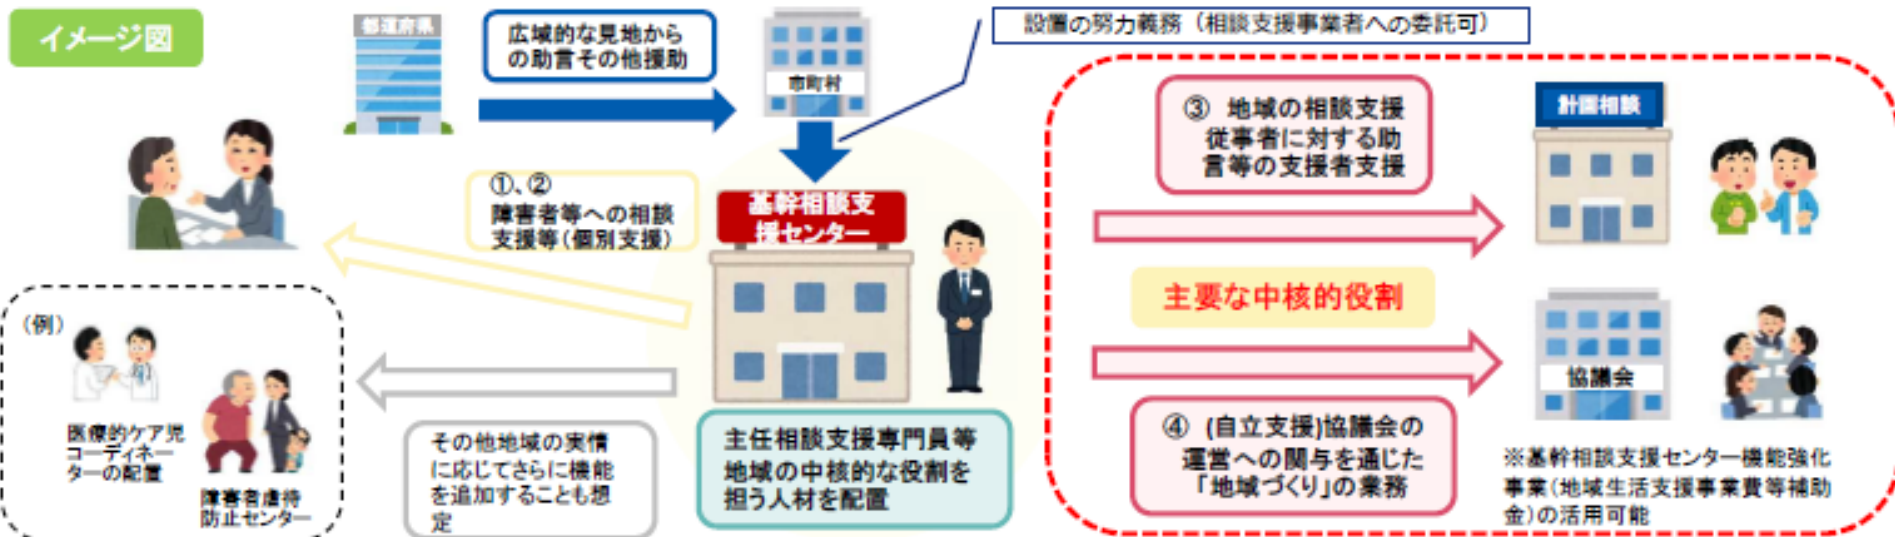 イメージ図
都道府県
広域的な見地から
の助言その他援助
市町村
設置の努力義務（相談支援事業者への委託可）
①、②
障害者等への相談
支援等(個別支援)
基幹相談支
援センター
③ 地域の相談支援
従事者に対する助
言等の支援者支援
計画相談
主要な中核的役割
協議会
④ (自立支援)協議会の
運営への関与を通じた
「地域づくり」の業務
※基幹相談支援センター機能強化
事業(地域生活支援事業費等補助
金)の活用可能
主任相談支援専門員等
地域の中核的な役割を
担う人材を配置
その他地域の実情
に応じてさらに機能
を追加することも想
定
(例)
医療的ケア児
コーディネー
ターの配置
障害者虐待
防止センター